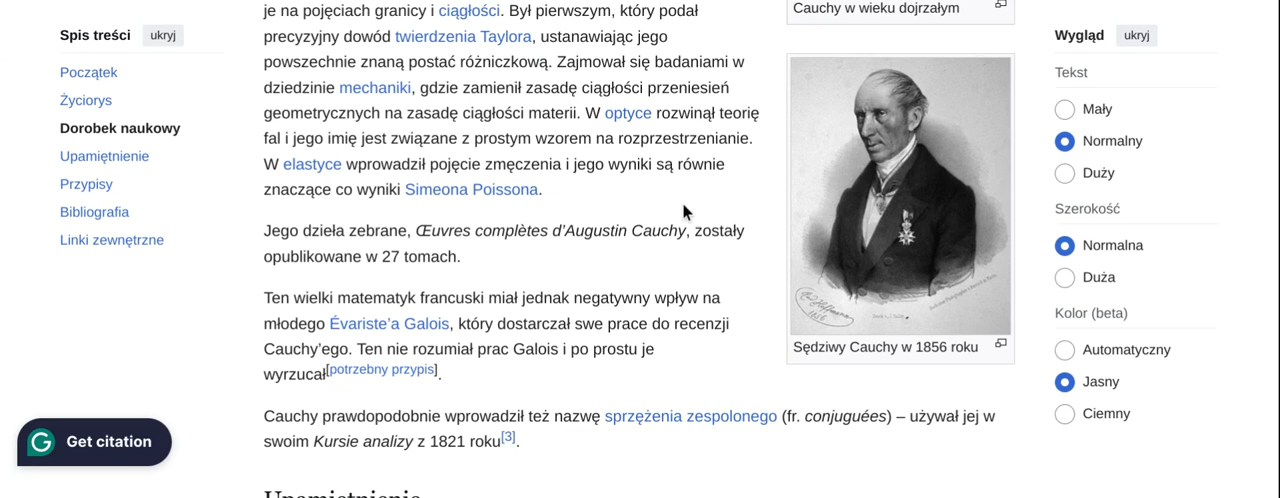 Spis treści ukryj
Początek
Życiorys
Dorobek naukowy
Upamiętnienie
Przypisy
Bibliografia
Linki zewnętrzne
Get citation
je na pojęciach granicy i ciągłości. Był pierwszym, który podał
precyzyjny dowód twierdzenia Taylora, ustanawiając jego
powszechnie znaną postać różniczkową. Zajmował się badaniami w
dziedzinie mechaniki, gdzie zamienił zasadę ciągłości przeniesień
geometrycznych na zasadę ciągłości materii. W optyce rozwinął teorię
fal i jego imię jest związane z prostym wzorem na rozprzestrzenianie.
W elastyce wprowadził pojęcie zmęczenia i jego wyniki są równie
znaczące co wyniki Simeona Poissona.
Jego dzieła zebrane, Œuvres complètes d’Augustin Cauchy, zostały
opublikowane w 27 tomach.
Ten wielki matematyk francuski miał jednak negatywny wpływ na
młodego Évariste’a Galois, który dostarczał swe prace do recenzji
Cauchy’ego. Ten nie rozumiał prac Galois i po prostu je
wyrzucał[potrzebny przypis].
Cauchy prawdopodobnie wprowadził też nazwę sprzężenia zespolonego (fr. conjuguées) – używał jej w
swoim Kursie analizy z 1821 roku[3].
Upamiętnienie
Cauchy w wieku dojrzałym
1856
Sędziwy Cauchy w 1856 roku
Wygląd ukryj
Tekst
Mały
Normalny
Duży
Szerokość
Normalna
Duża
Kolor (beta)
Automatyczny
Jasny
Ciemny